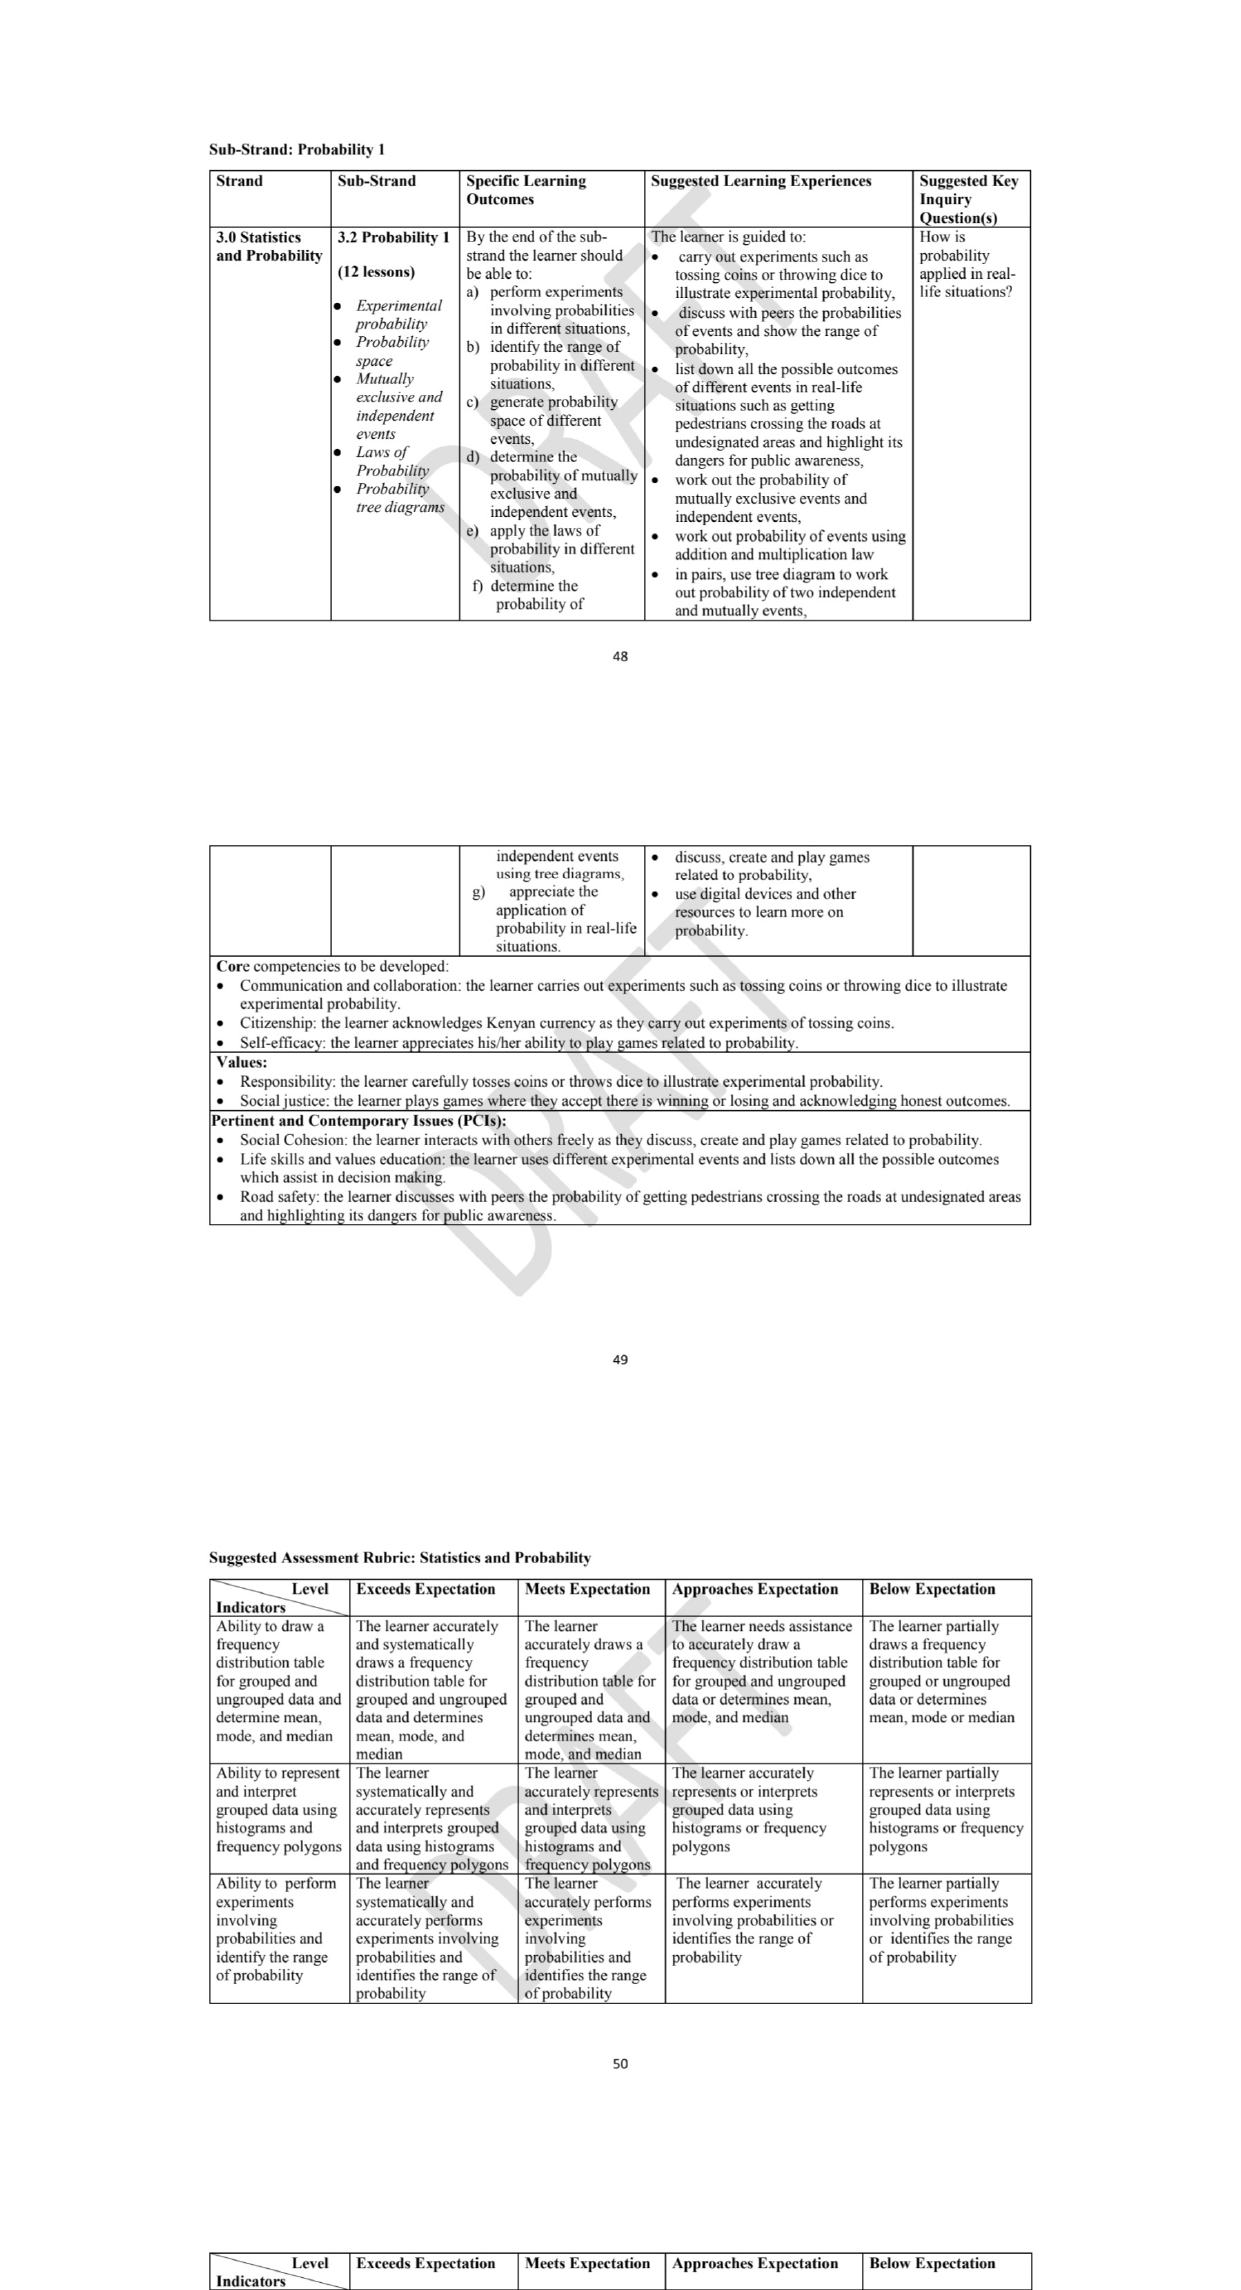 Sub-Strand: Probability 1
Strand
Sub-Strand
Specific Learning
Outcomes
Suggested Learning Experiences
Suggested Key
Inquiry
Question(s)
3.0 Statistics
and Probability
3.2 Probability 1
(12 lessons)
● Experimental
probability
● Probability
space
● Mutually
exclusive and
independent
events
● Laws of
Probability
● Probability
tree diagrams
By the end of the sub-
strand the learner should
be able to:
a) perform experiments
involving probabilities
in different situations,
b) identify the range of
probability in different
situations,
c) generate probability
space of different
events,
d) determine the
probability of mutually
exclusive and
independent events,
e) apply the laws of
probability in different
situations,
f) determine the
probability of
The learner is guided to:
● carry out experiments such as
tossing coins or throwing dice to
illustrate experimental probability,
● discuss with peers the probabilities
of events and show the range of
probability,
● list down all the possible outcomes
of different events in real-life
situations such as getting
pedestrians crossing the roads at
undesignated areas and highlight its
dangers for public awareness,
● work out the probability of
mutually exclusive events and
independent events,
● work out probability of events using
addition and multiplication law
● in pairs, use tree diagram to work
out probability of two independent
and mutually events,
How is
probability
applied in real-
life situations?
DRAFT
48
independent events
using tree diagrams,
g) appreciate the
application of
probability in real-life
situations.
● discuss, create and play games
related to probability,
● use digital devices and other
resources to learn more on
probability.
Core competencies to be developed:
● Communication and collaboration: the learner carries out experiments such as tossing coins or throwing dice to illustrate
experimental probability.
● Citizenship: the learner acknowledges Kenyan currency as they carry out experiments of tossing coins.
● Self-efficacy: the learner appreciates his/her ability to play games related to probability.
Values:
● Responsibility: the learner carefully tosses coins or throws dice to illustrate experimental probability.
● Social justice: the learner plays games where they accept there is winning or losing and acknowledging honest outcomes.
Pertinent and Contemporary Issues (PCIs):
● Social Cohesion: the learner interacts with others freely as they discuss, create and play games related to probability.
● Life skills and values education: the learner uses different experimental events and lists down all the possible outcomes
which assist in decision making.
● Road safety: the learner discusses with peers the probability of getting pedestrians crossing the roads at undesignated areas
and highlighting its dangers for public awareness.
DRAFT
49
Suggested Assessment Rubric: Statistics and Probability
Level
Indicators
Exceeds Expectation
Meets Expectation
Approaches Expectation
Below Expectation
Ability to draw a
frequency
distribution table
for grouped and
ungrouped data and
determine mean,
mode, and median
The learner accurately
and systematically
draws a frequency
distribution table for
grouped and ungrouped
data and determines
mean, mode, and
median
The learner
accurately draws a
frequency
distribution table for
grouped and
ungrouped data and
determines mean,
mode, and median
The learner needs assistance
to accurately draw a
frequency distribution table
for grouped and ungrouped
data or determines mean,
mode, and median
The learner partially
draws a frequency
distribution table for
grouped or ungrouped
data or determines
mean, mode or median
Ability to represent
and interpret
grouped data using
histograms and
frequency polygons
The learner
systematically and
accurately represents
and interprets grouped
data using histograms
and frequency polygons
The learner
accurately represents
and interprets
grouped data using
histograms and
frequency polygons
The learner accurately
represents or interprets
grouped data using
histograms or frequency
polygons
The learner partially
represents or interprets
grouped data using
histograms or frequency
polygons
Ability to perform
experiments
involving
probabilities and
identify the range
of probability
The learner
systematically and
accurately performs
experiments involving
probabilities and
identifies the range of
probability
The learner
accurately performs
experiments
involving
probabilities and
identifies the range
of probability
The learner accurately
performs experiments
involving probabilities or
identifies the range of
probability
The learner partially
performs experiments
involving probabilities
or identifies the range
of probability
DRAFT
50
Level
Indicators
Exceeds Expectation
Meets Expectation
Approaches Expectation
Below Expectation